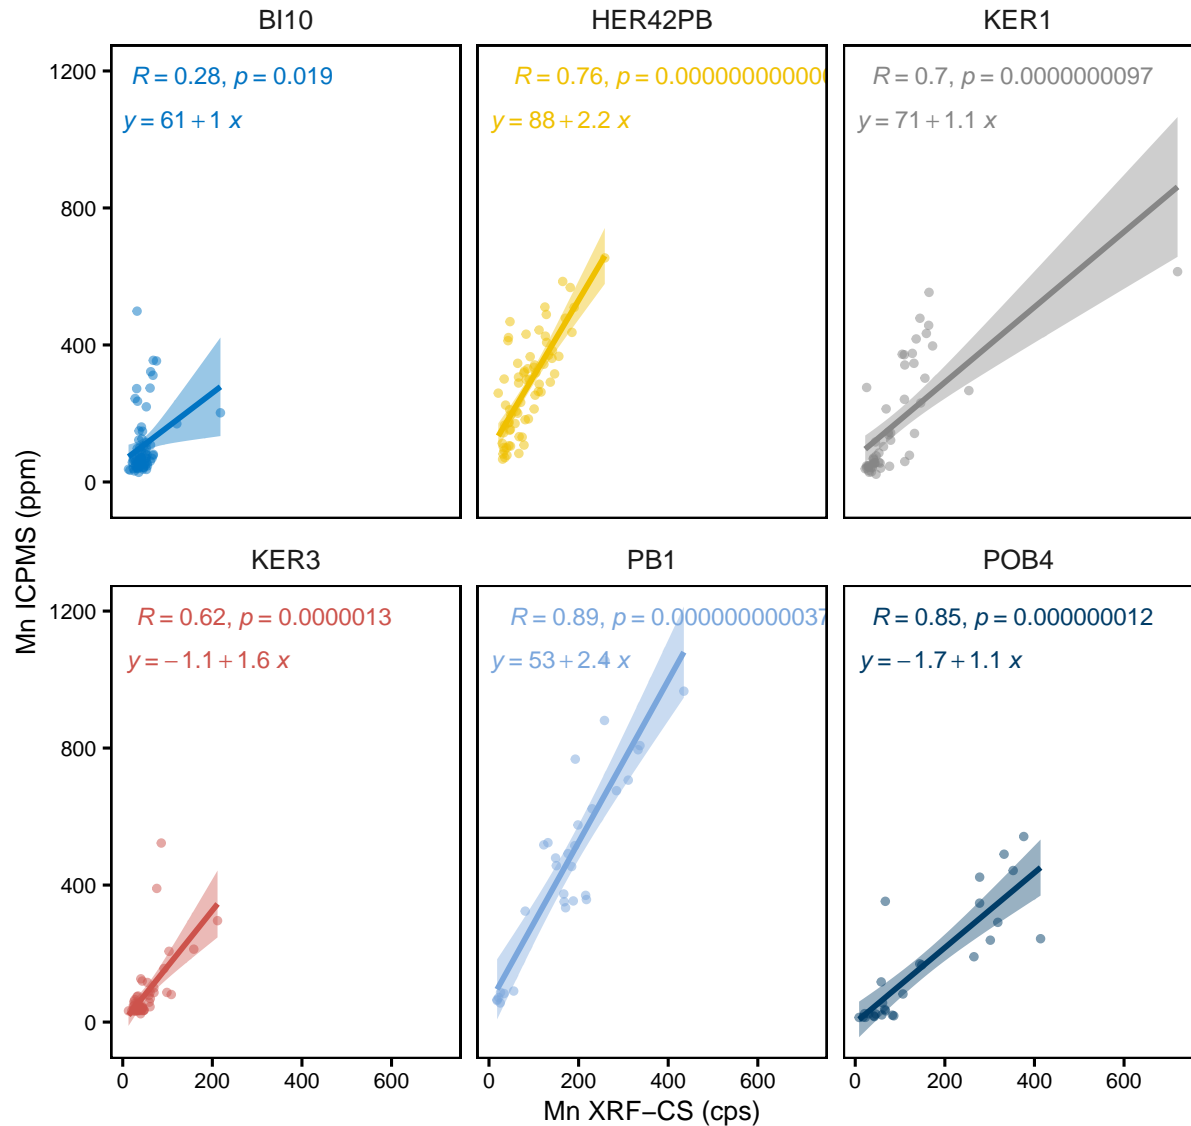 BI10 HER42PB KER1
R = 0.28, p = 0.019 R = 0.76, p = 0.000000000000 R = 0.7, p = 0.0000000097
y = 61 + 1 x y = 88 + 2.2 x y = 71 + 1.1 x
1200
800
400
0
Mn ICPMS (ppm)
KER3 PB1 POB4
R = 0.62, p = 0.0000013 R = 0.89, p = 0.000000000037 R = 0.85, p = 0.000000012
y = −1.1 + 1.6 x y = 53 + 2.4 x y = −1.7 + 1.1 x
1200
800
400
0
0 200 400 600 0 200 400 600 0 200 400 600
Mn XRF−CS (cps)